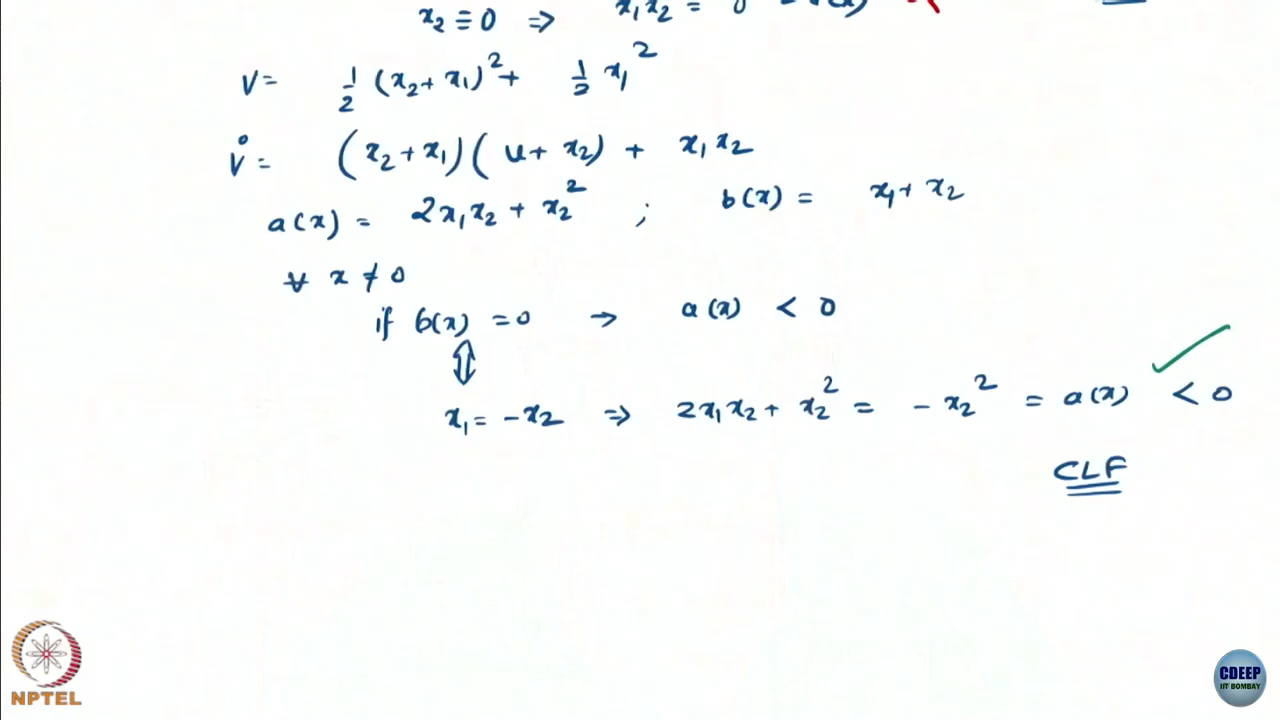 x₂ ≡ 0 ⇒ x₁x₂ = 0
V = 1/2 (x₂ + x₁)² + 1/2 x₁²
V̇ = (x₂ + x₁)(u + x₂) + x₁x₂
a(x) = 2x₁x₂ + x₂² ; b(x) = x₁ + x₂
∀ x ≠ 0
if b(x) = 0 → a(x) < 0
⇕
x₁ = -x₂ ⇒ 2x₁x₂ + x₂² = -x₂² = a(x) < 0 ✓
CLF
NPTEL
CDEEP
IIT BOMBAY